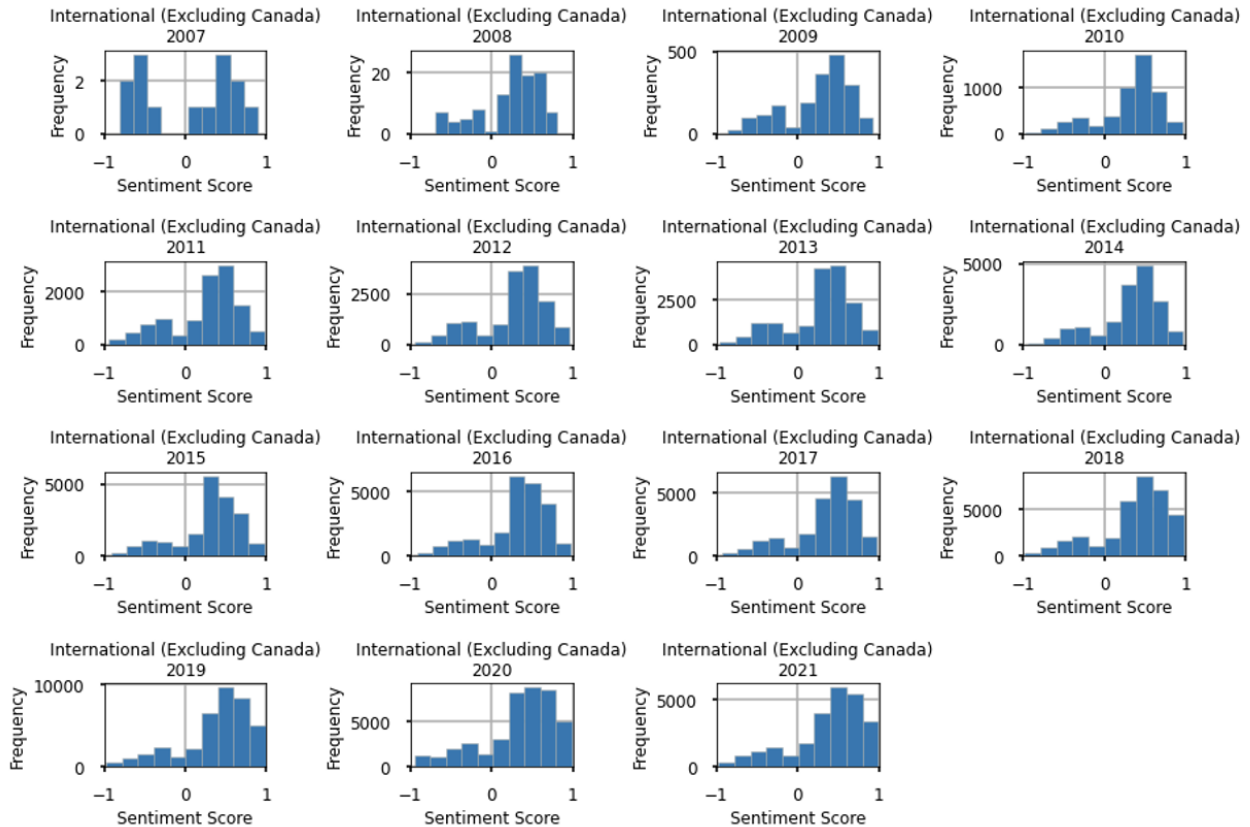 International (Excluding Canada)
2007
Frequency
2
0
−1 0 1
Sentiment Score
International (Excluding Canada)
2008
Frequency
20
0
−1 0 1
Sentiment Score
International (Excluding Canada)
2009
Frequency
500
0
−1 0 1
Sentiment Score
International (Excluding Canada)
2010
Frequency
1000
0
−1 0 1
Sentiment Score
International (Excluding Canada)
2011
Frequency
2000
0
−1 0 1
Sentiment Score
International (Excluding Canada)
2012
Frequency
2500
0
−1 0 1
Sentiment Score
International (Excluding Canada)
2013
Frequency
2500
0
−1 0 1
Sentiment Score
International (Excluding Canada)
2014
Frequency
5000
0
−1 0 1
Sentiment Score
International (Excluding Canada)
2015
Frequency
5000
0
−1 0 1
Sentiment Score
International (Excluding Canada)
2016
Frequency
5000
0
−1 0 1
Sentiment Score
International (Excluding Canada)
2017
Frequency
5000
0
−1 0 1
Sentiment Score
International (Excluding Canada)
2018
Frequency
5000
0
−1 0 1
Sentiment Score
International (Excluding Canada)
2019
Frequency
10000
0
−1 0 1
Sentiment Score
International (Excluding Canada)
2020
Frequency
5000
0
−1 0 1
Sentiment Score
International (Excluding Canada)
2021
Frequency
5000
0
−1 0 1
Sentiment Score